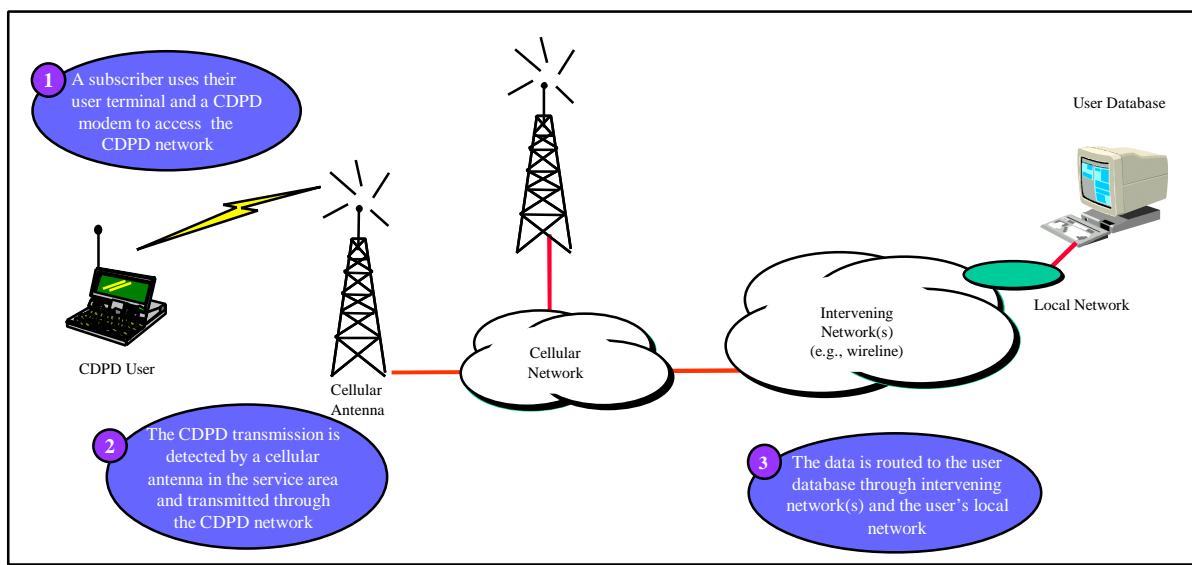 1
A subscriber uses their
user terminal and a CDPD
modem to access the
CDPD network
User Database
Local Network
Intervening
Network(s)
(e.g., wireline)
Cellular
Network
CDPD User
Cellular
Antenna
2
The CDPD transmission is
detected by a cellular
antenna in the service area
and transmitted through
the CDPD network
3
The data is routed to the user
database through intervening
network(s) and the user's local
network